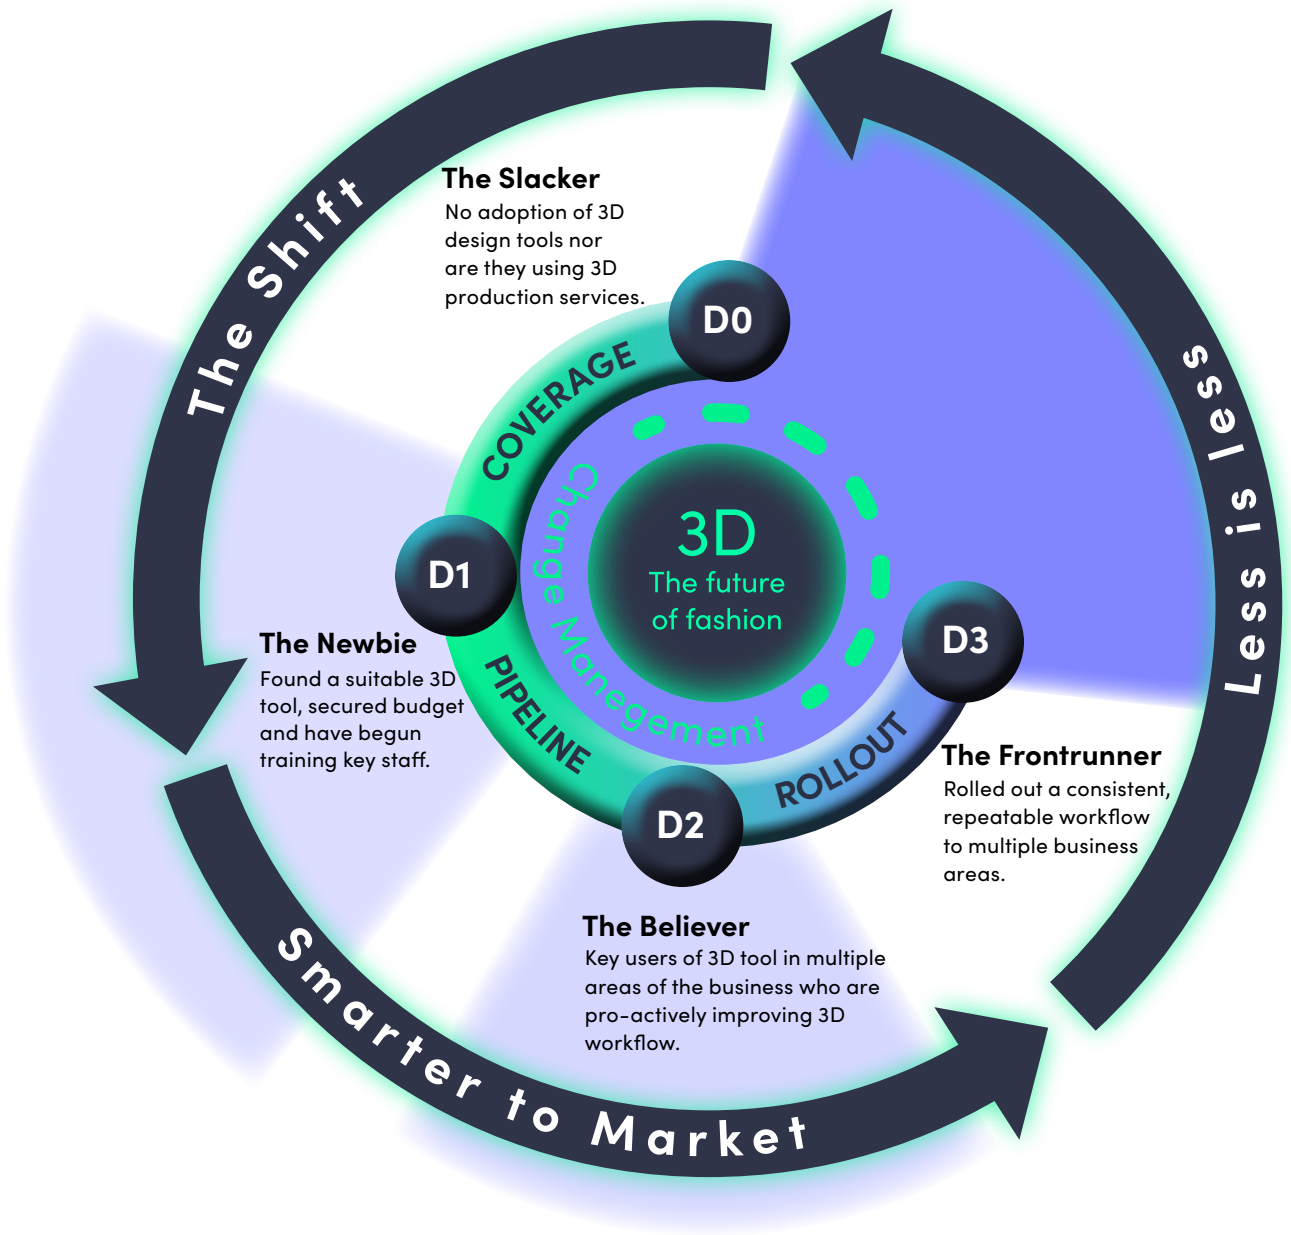 The Shift
The Slacker
No adoption of 3D
design tools nor
are they using 3D
production services.
D0
COVERAGE
Change Manegement
3D
The future
of fashion
D1
The Newbie
Found a suitable 3D
tool, secured budget
and have begun
training key staff.
PIPELINE
D2
The Believer
Key users of 3D tool in multiple
areas of the business who are
pro-actively improving 3D
workflow.
ROLLOUT
D3
The Frontrunner
Rolled out a consistent,
repeatable workflow
to multiple business
areas.
Smarter to Market
Less is less